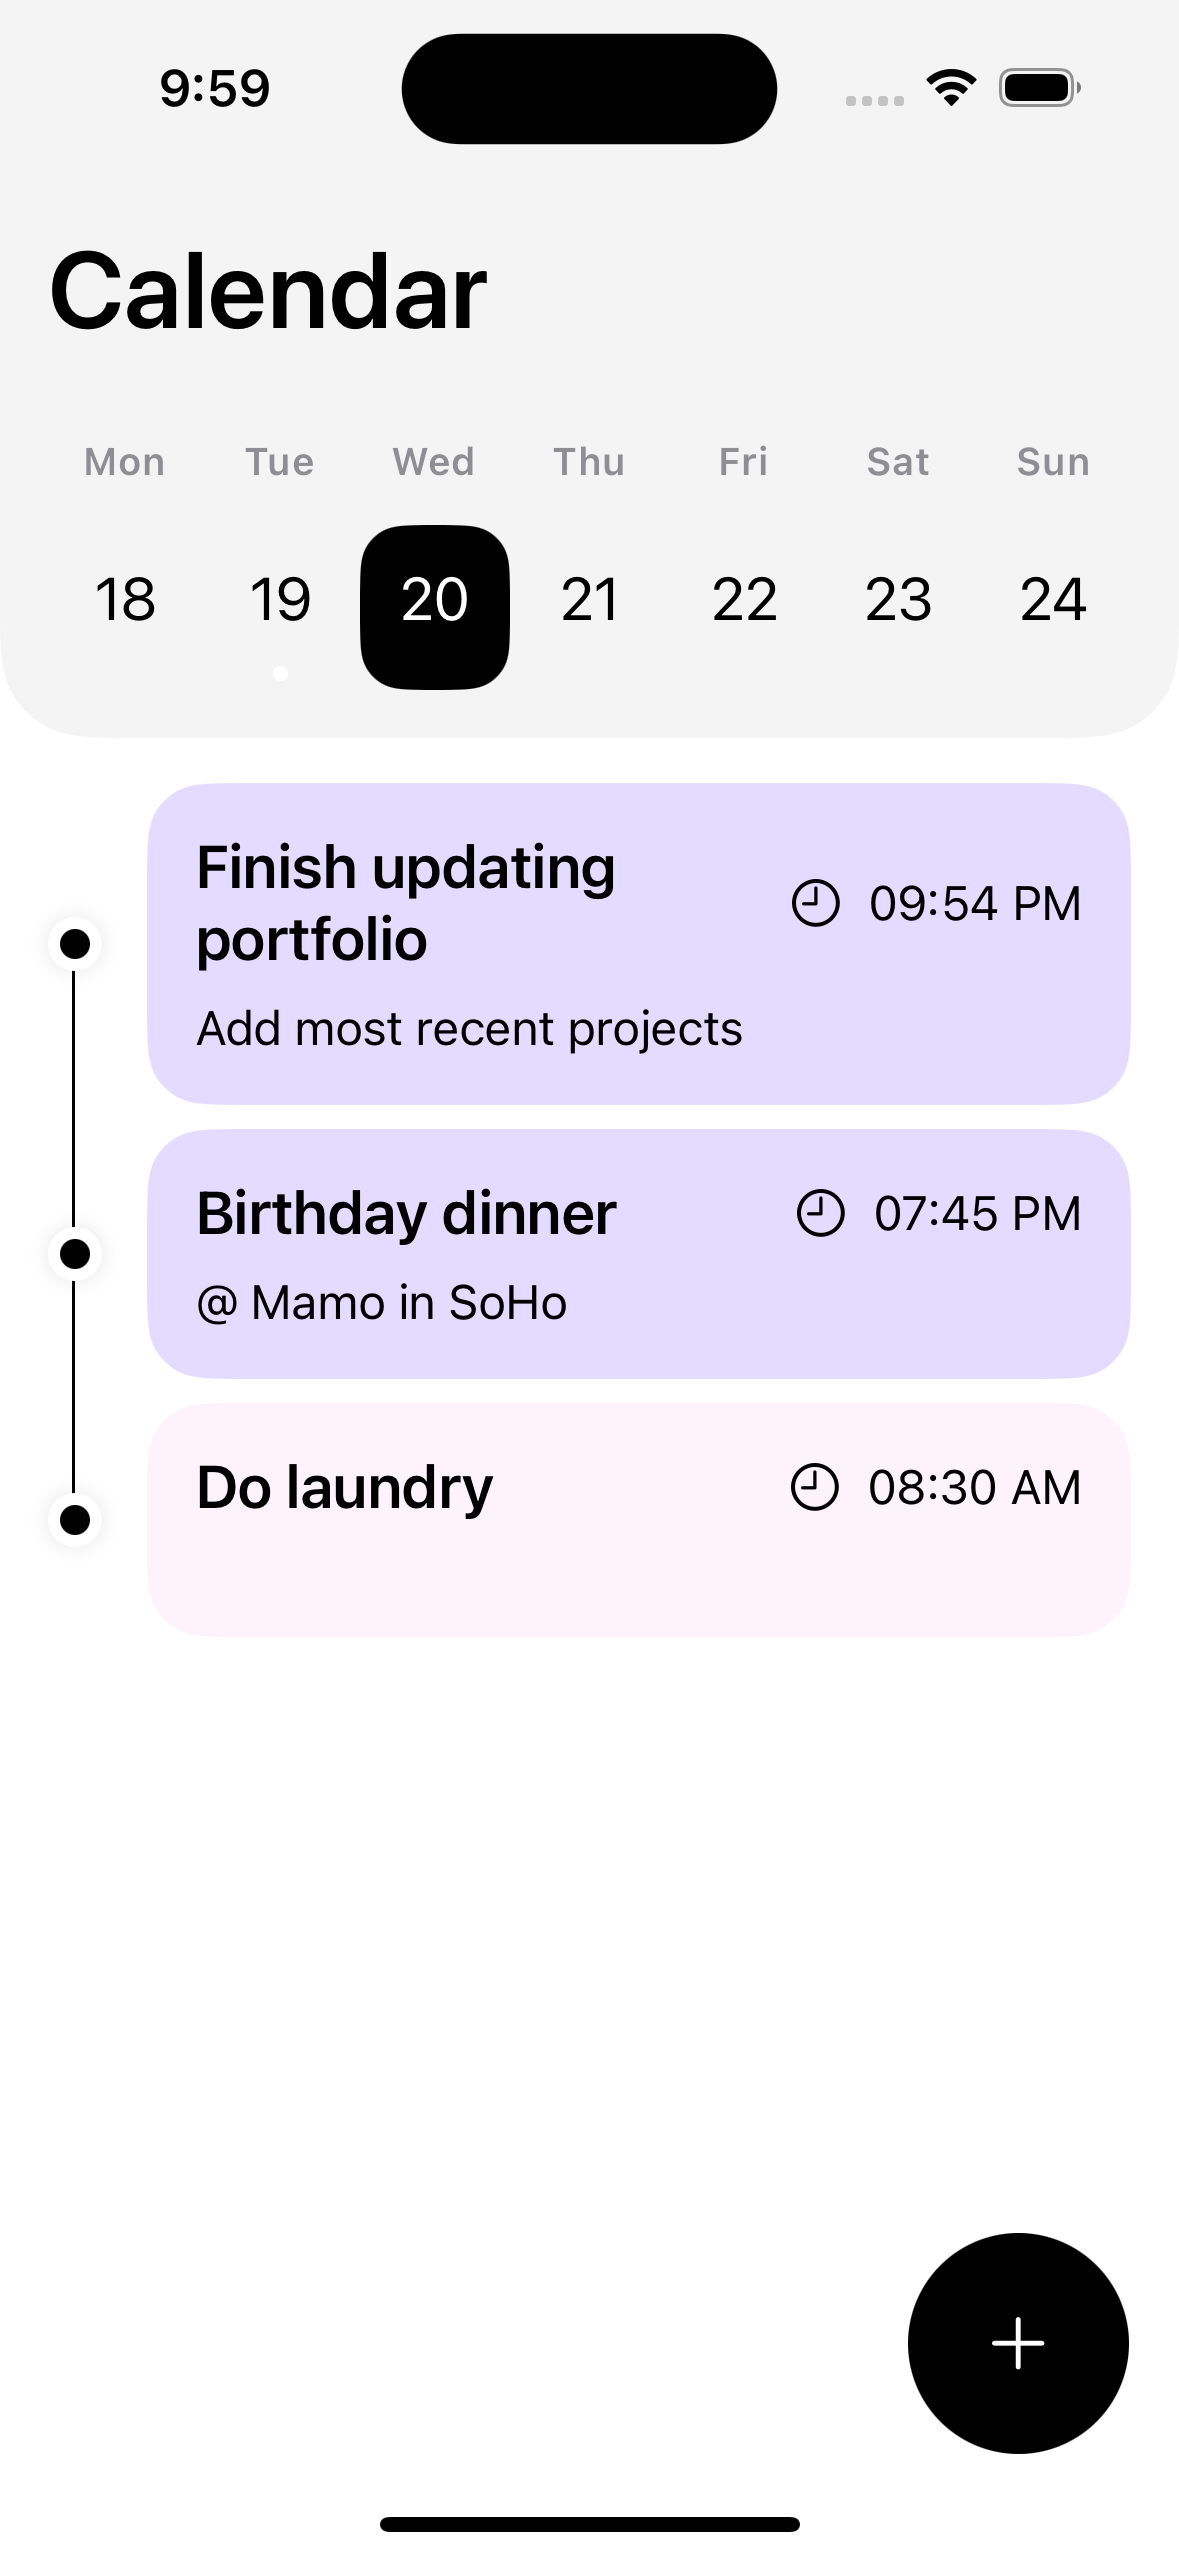 9:59
Calendar
Mon Tue Wed Thu Fri Sat Sun
18 19 20 21 22 23 24
Finish updating
portfolio
09:54 PM
Add most recent projects
Birthday dinner
07:45 PM
@ Mamo in SoHo
Do laundry
08:30 AM